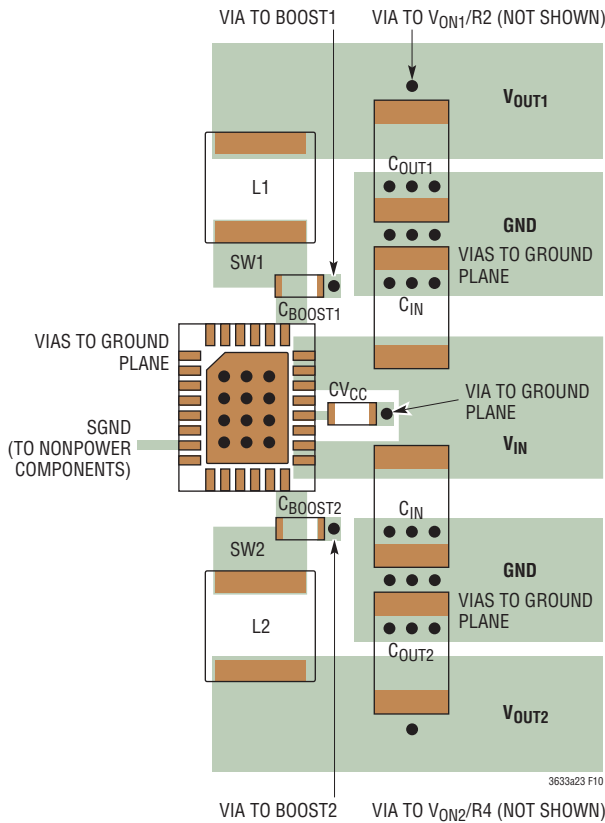 VIA TO BOOST1
VIA TO VON1/R2 (NOT SHOWN)
VOUT1
COUT1
L1
GND
VIAS TO GROUND
PLANE
SW1
CBOOST1
CIN
VIAS TO GROUND
PLANE
CVCC
VIA TO GROUND
PLANE
SGND
(TO NONPOWER
COMPONENTS)
VIN
CBOOST2
CIN
SW2
GND
VIAS TO GROUND
PLANE
L2
COUT2
VOUT2
3633a23 F10
VIA TO BOOST2
VIA TO VON2/R4 (NOT SHOWN)